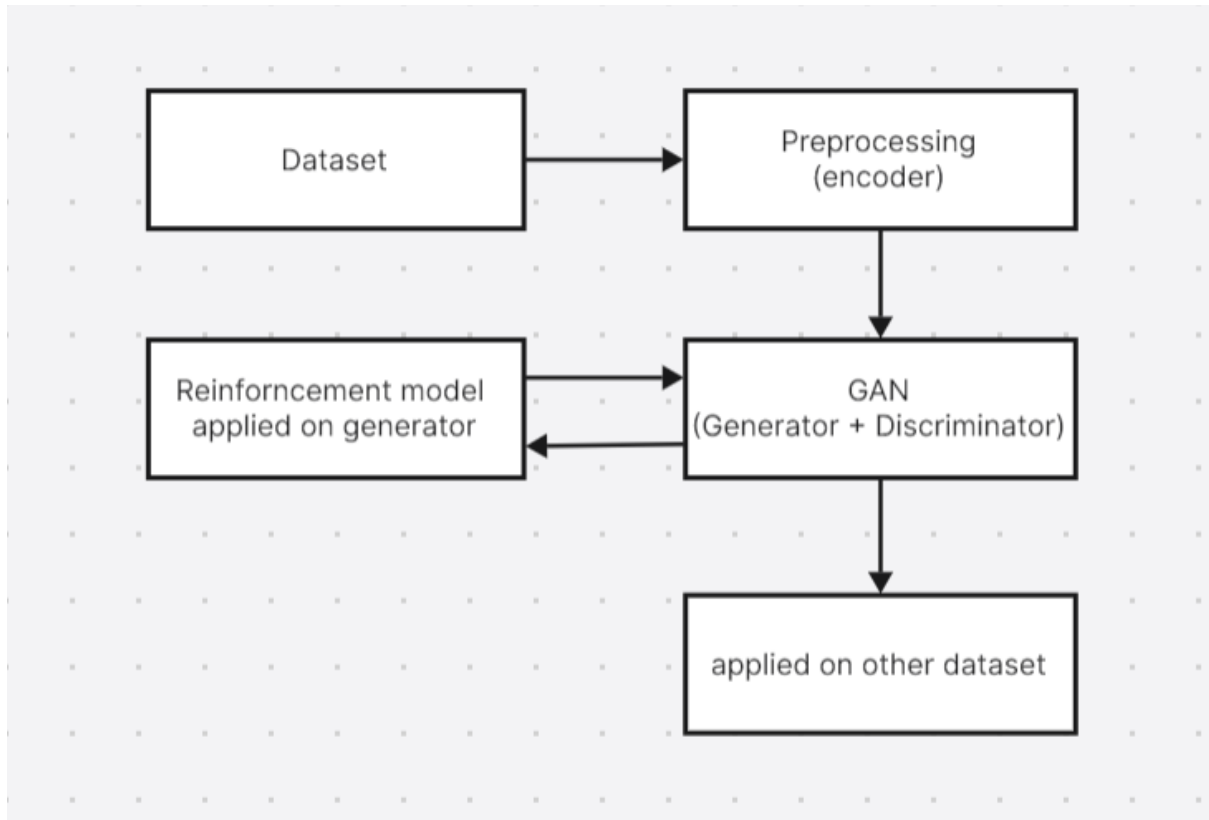 Dataset
Preprocessing
(encoder)
Reinforncement model
applied on generator
GAN
(Generator + Discriminator)
applied on other dataset